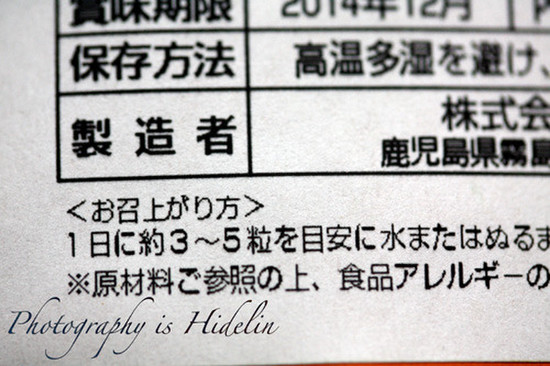 賞味期限 2014年12月
保存方法 高温多湿を避け、
製造者 株式会
鹿児島県霧島
<お召上がり方>
1日に約3~5粒を目安に水またはぬるま
※原材料ご参照の上、食品アレルギーの
Photography is Hidelin